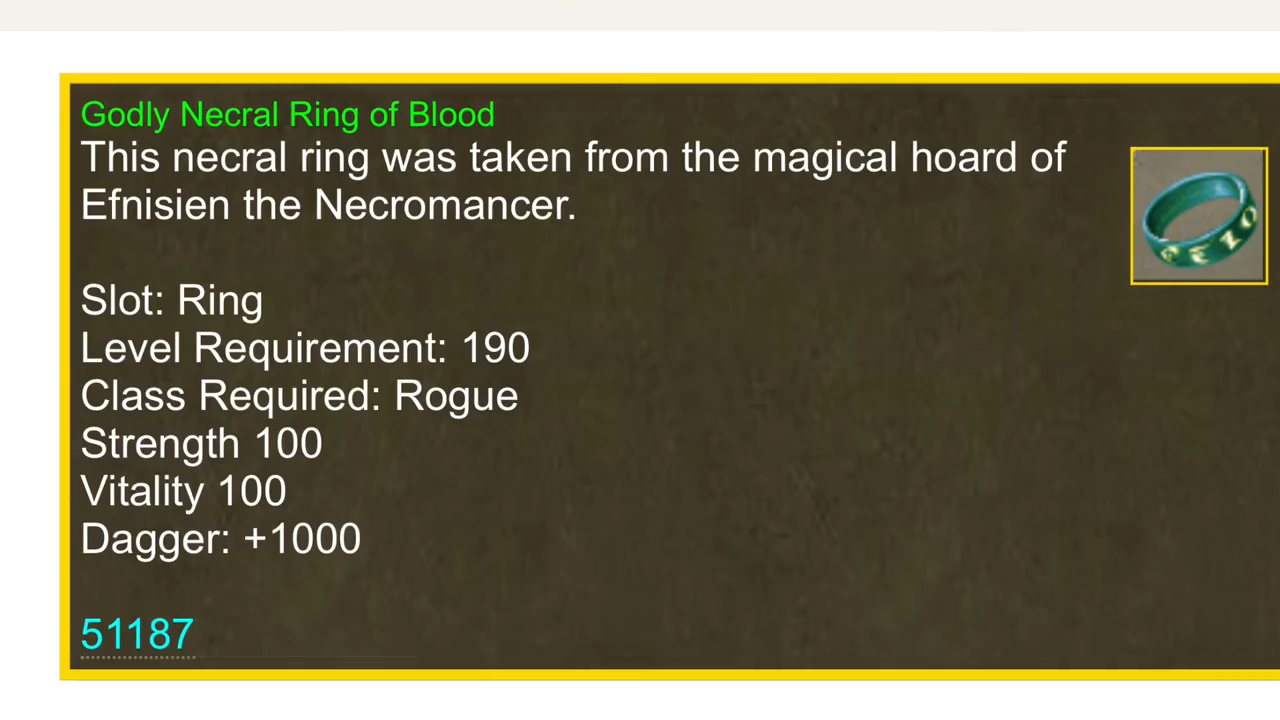 Godly Necral Ring of Blood
This necral ring was taken from the magical hoard of
Efnisien the Necromancer.
Slot: Ring
Level Requirement: 190
Class Required: Rogue
Strength 100
Vitality 100
Dagger: +1000
51187